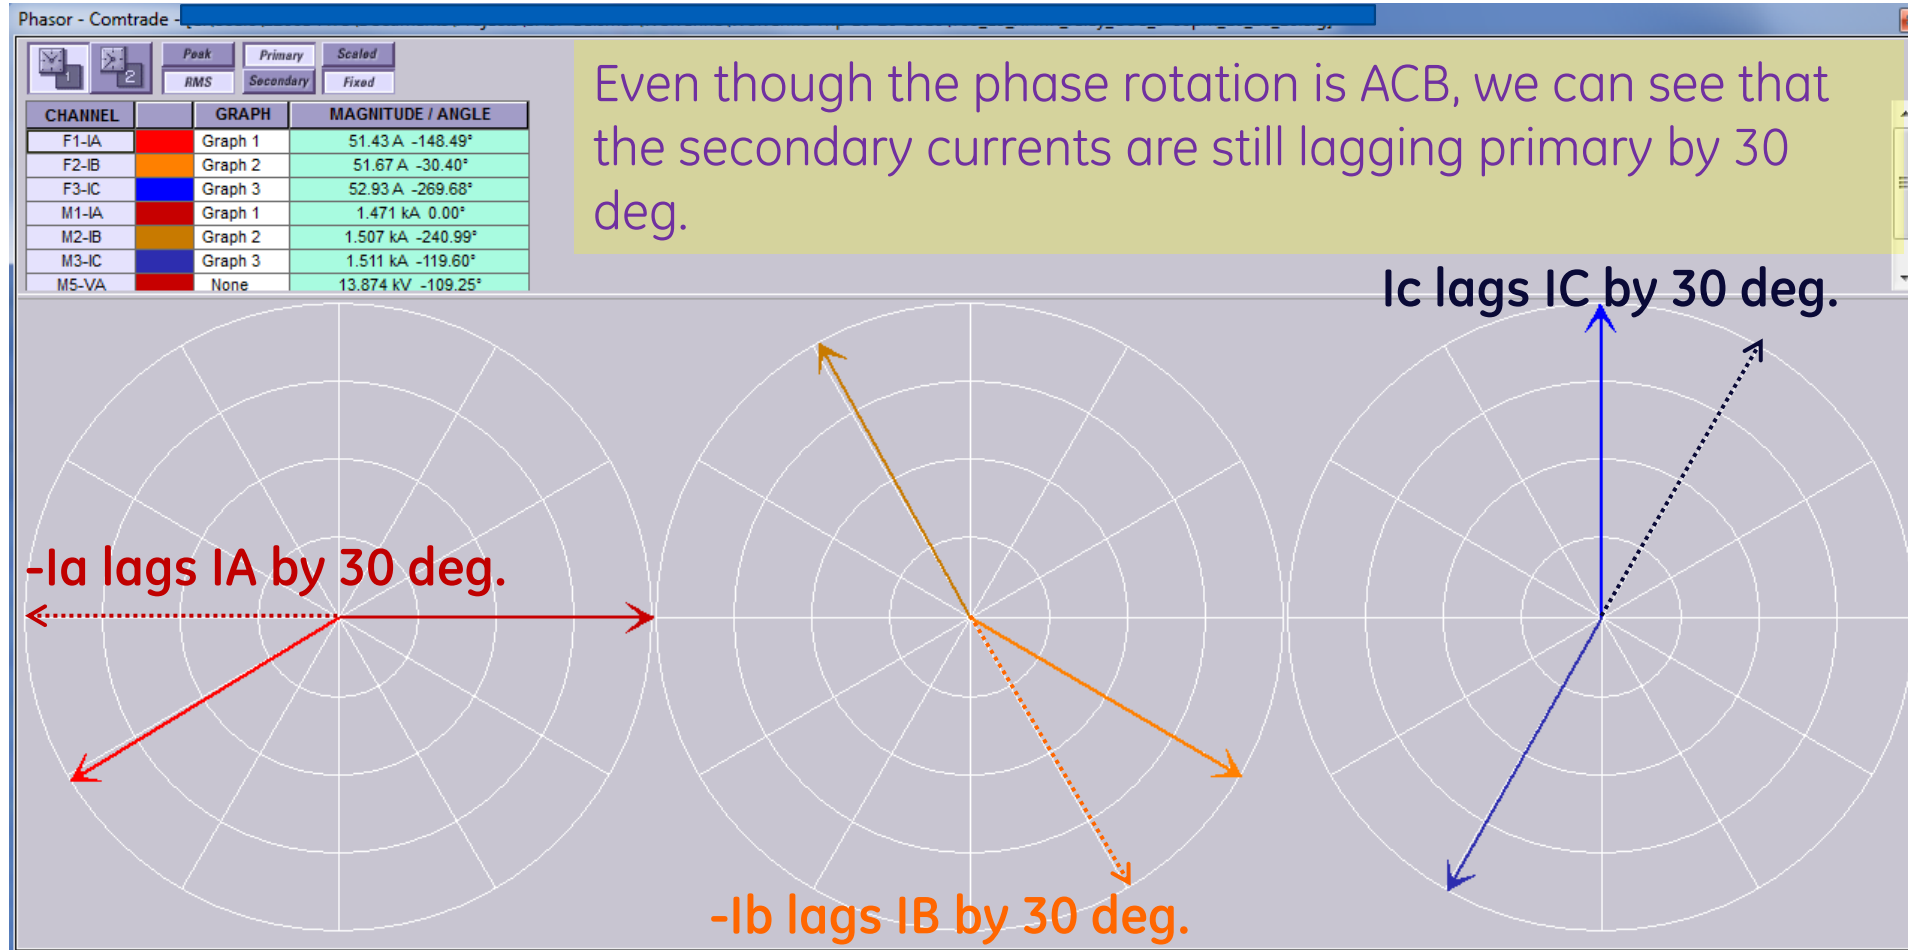 Phasor - Comtrade -
Peak Primary Scaled
1 2 RMS Secondary Fixed
CHANNEL GRAPH MAGNITUDE / ANGLE
F1-IA Graph 1 51.43 A -148.49°
F2-IB Graph 2 51.67 A -30.40°
F3-IC Graph 3 52.93 A -269.68°
M1-IA Graph 1 1.471 kA 0.00°
M2-IB Graph 2 1.507 kA -240.99°
M3-IC Graph 3 1.511 kA -119.60°
M5-VA None 13.874 kV -109.25°
Even though the phase rotation is ACB, we can see that
the secondary currents are still lagging primary by 30
deg.
Ic lags IC by 30 deg.
-Ia lags IA by 30 deg.
-Ib lags IB by 30 deg.